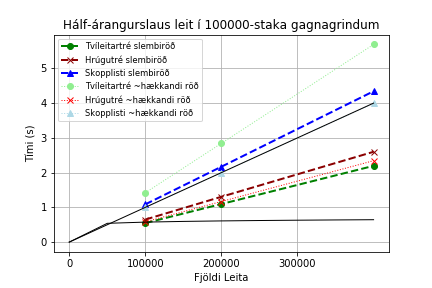 Hálf-árangurslaus leit í 100000-staka gagnagrindum
Tvíleitartré slembiröð
Hrúgutré slembiröð
Skopplisti slembiröð
Tvíleitartré ~hækkandi röð
Hrúgutré ~hækkandi röð
Skopplisti ~hækkandi röð
Tími (s)
5
4
3
2
1
0
0 100000 200000 300000
Fjöldi Leita